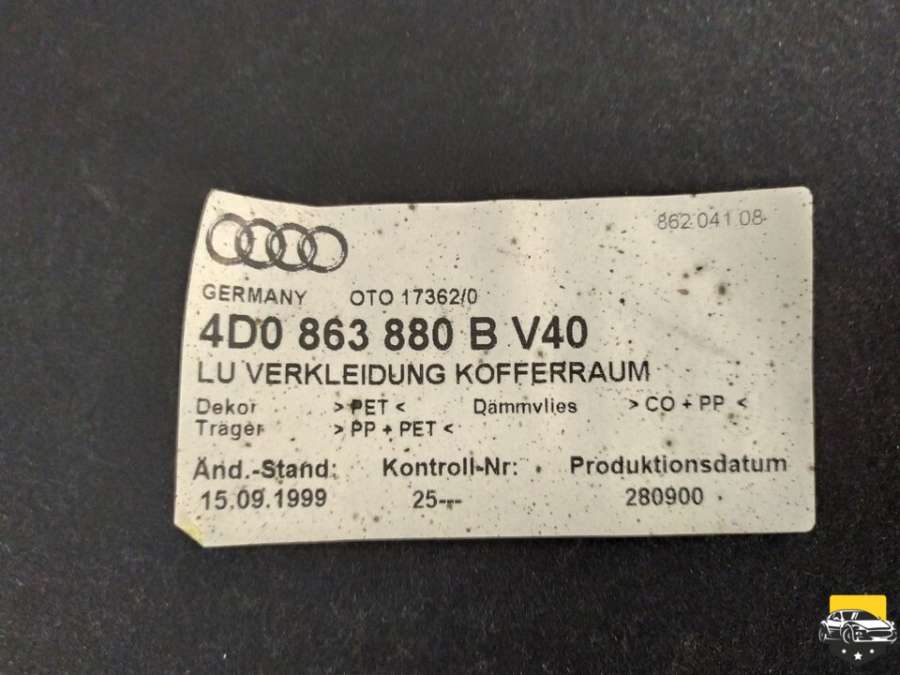 862 041 08
GERMANY OTO 17362/0
4D0 863 880 B V40
LU VERKLEIDUNG KOFFERRAUM
Dekor > PET < Dämmvlies > CO + PP <
Träger > PP + PET <
Änd.-Stand: Kontroll-Nr: Produktionsdatum
15.09.1999 25--- 280900